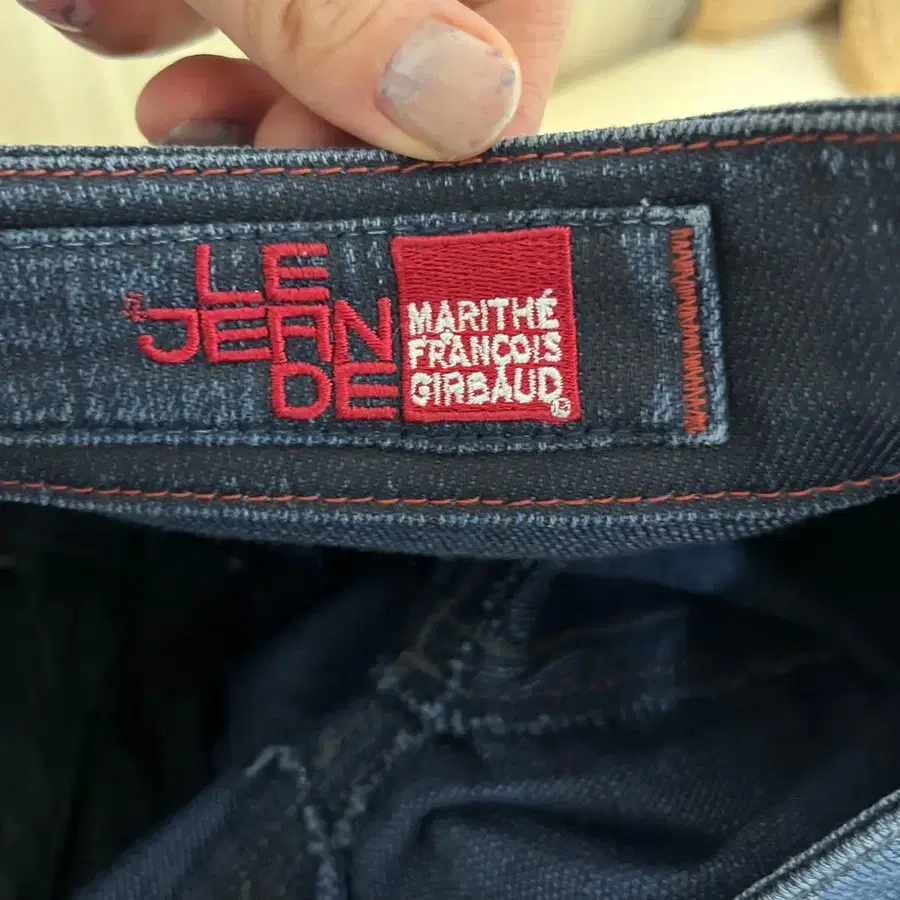 LE
JEAN
DE
MARITHÉ
FRANÇOIS
GIRBAUD